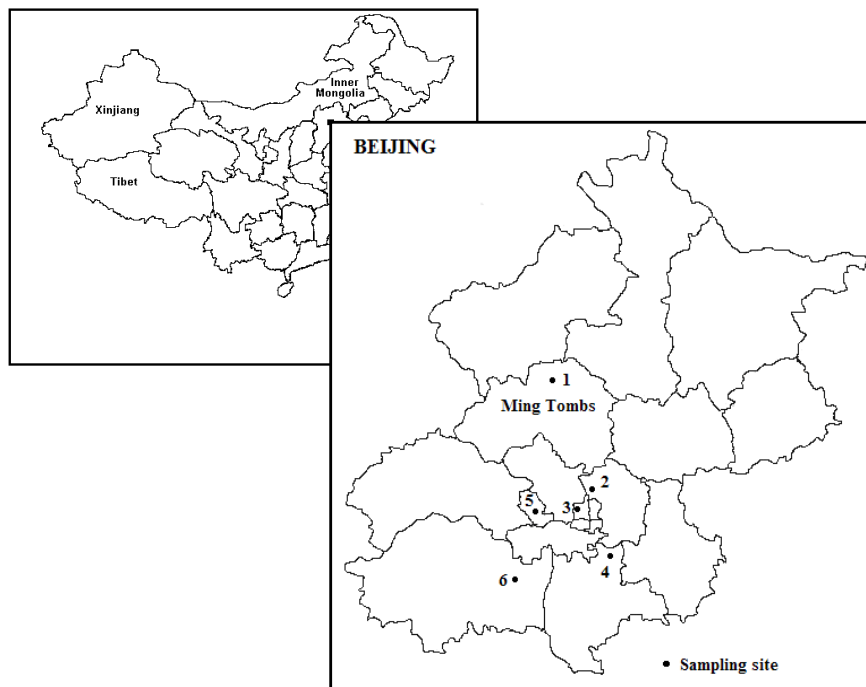 Inner
Mongolia
Xinjiang
Tibet
BEIJING
1
Ming Tombs
2
5
3
4
6
• Sampling site